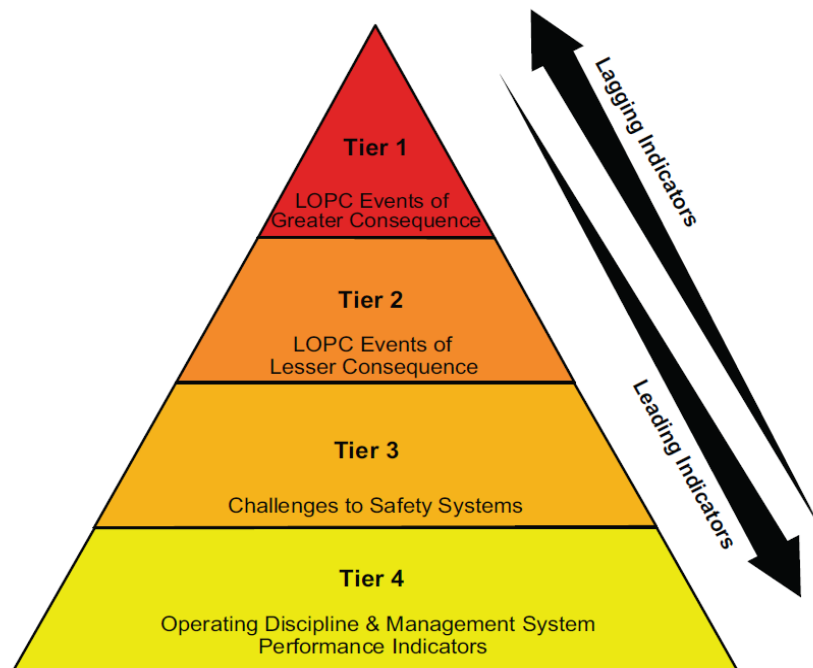 Tier 1
LOPC Events of
Greater Consequence
Tier 2
LOPC Events of
Lesser Consequence
Tier 3
Challenges to Safety Systems
Tier 4
Operating Discipline & Management System
Performance Indicators
Lagging Indicators
Leading Indicators